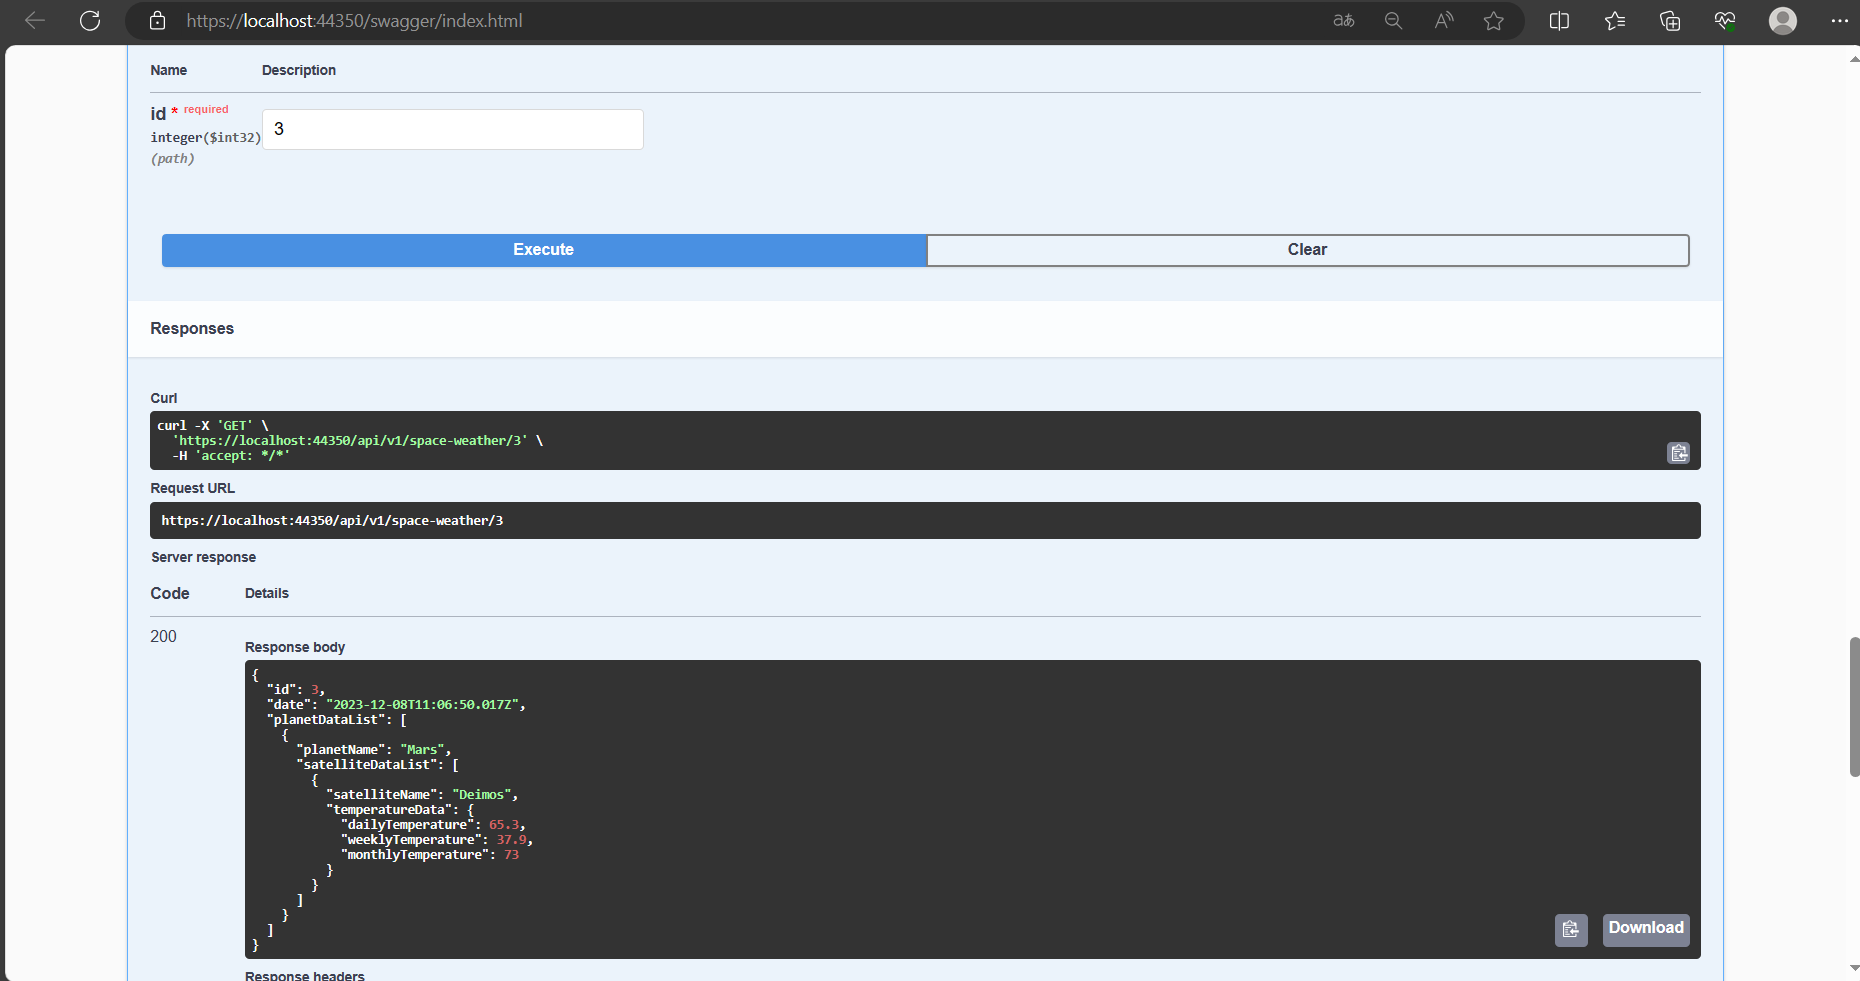 https://localhost:44350/swagger/index.html
Name Description
id * required
integer($int32)
(path)
3
Execute Clear
Responses
Curl
curl -X 'GET' \
  'https://localhost:44350/api/v1/space-weather/3' \
  -H 'accept: */*'
Request URL
https://localhost:44350/api/v1/space-weather/3
Server response
Code Details
200
Response body
{
  "id": 3,
  "date": "2023-12-08T11:06:50.017Z",
  "planetDataList": [
    {
      "planetName": "Mars",
      "satelliteDataList": [
        {
          "satelliteName": "Deimos",
          "temperatureData": {
            "dailyTemperature": 65.3,
            "weeklyTemperature": 37.9,
            "monthlyTemperature": 73
          }
        }
      ]
    }
  ]
}
Download
Response headers